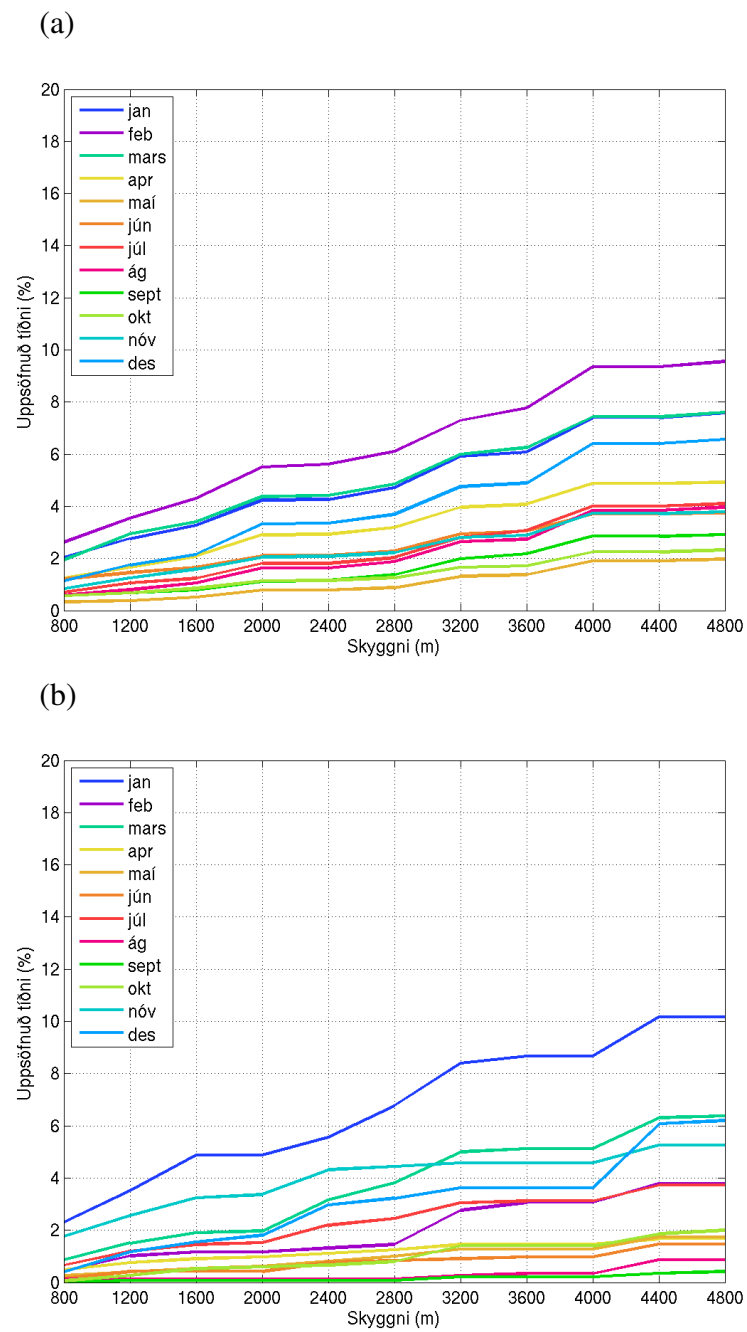 (a)
20
18
16
14
12
10
8
6
4
2
0
Uppsöfnuð tíðni (%)
jan
feb
mars
apr
maí
jún
júl
ág
sept
okt
nóv
des
800 1200 1600 2000 2400 2800 3200 3600 4000 4400 4800
Skyggni (m)
(b)
20
18
16
14
12
10
8
6
4
2
0
Uppsöfnuð tíðni (%)
jan
feb
mars
apr
maí
jún
júl
ág
sept
okt
nóv
des
800 1200 1600 2000 2400 2800 3200 3600 4000 4400 4800
Skyggni (m)